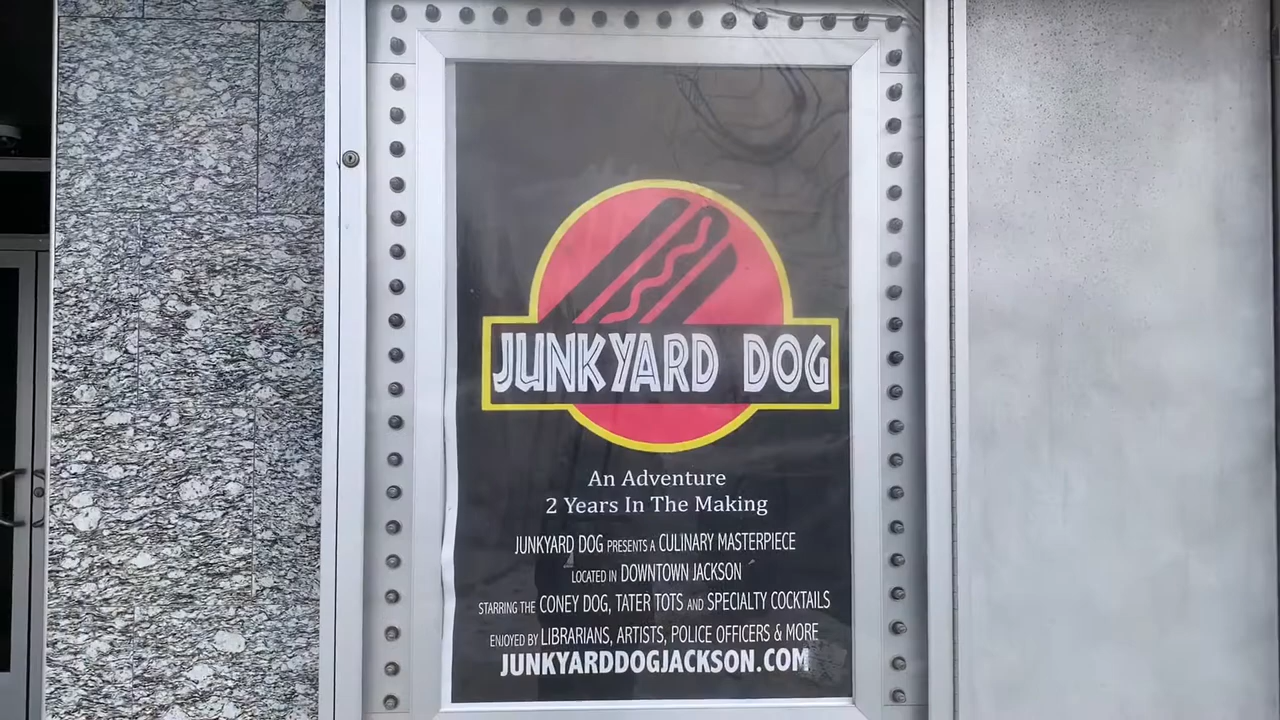 JUNKYARD DOG
An Adventure
2 Years In The Making
JUNKYARD DOG PRESENTS A CULINARY MASTERPIECE
LOCATED IN DOWNTOWN JACKSON
STARRING THE CONEY DOG, TATER TOTS AND SPECIALTY COCKTAILS
ENJOYED BY LIBRARIANS, ARTISTS, POLICE OFFICERS & MORE
JUNKYARDDOGJACKSON.COM